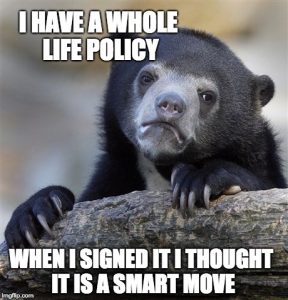 I HAVE A WHOLE
LIFE POLICY
WHEN I SIGNED IT I THOUGHT
IT IS A SMART MOVE
imgflip.com